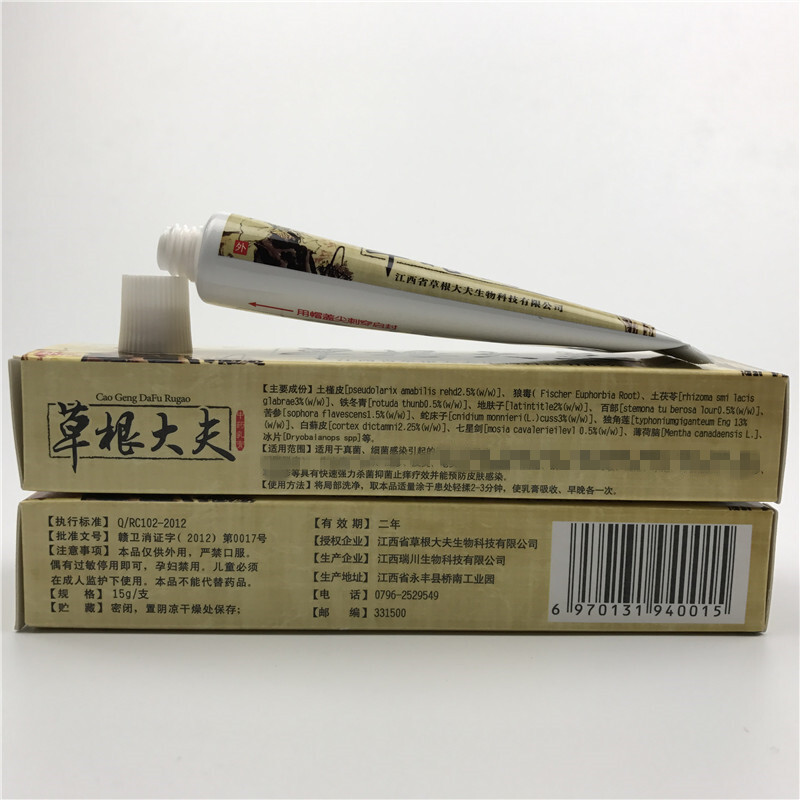 外
江西省草根大夫生物科技有限公司
用帽盖尖刺穿启封
Cao Geng DaFu Rugao
草根大夫
【主要成份】土槿皮[pseudolarix amabilis rehd2.5%(w/w)]、狼毒( Fischer Euphorbia Root)、土茯苓[rhizoma smi lacis
glabrae3%(w/w)]、铁冬青[rotuda thunb0.5%(w/w)]、地肤子[latintitle2%(w/w)]、百部[stemona tu berosa lour0.5%(w/w)]、
苦参[sophora flavescens1.5%(w/w)]、蛇床子[cnidium monnieri(L.)cuss3%(w/w)]、独角莲[typhoniumgiganteum Eng 13%
(w/w)]、白藓皮[cortex dictamni2.25%(w/w)]、七星剑[mosia cavalerieilevl 0.5%(w/w)]、薄荷脑[Mentha canadaensis L.]、
冰片[Dryobalanops spp]等。
【适用范围】适用于真菌、细菌感染引起的
等具有快速强力杀菌抑菌止痒疗效并能预防皮肤感染。
【使用方法】将局部洗净，取本品适量涂于患处轻揉2-3分钟，使乳膏吸收、早晚各一次。
【执行标准】Q/RC102-2012
【批准文号】赣卫消证字(2012)第0017号
【注意事项】本品仅供外用，严禁口服。
偶有过敏停用即可，孕妇禁用。儿童必须
在成人监护下使用。本品不能代替药品。
【规 格】15g/支
【贮 藏】密闭，置阴凉干燥处保存；
【有 效 期】二年
【授权企业】江西省草根大夫生物科技有限公司
【生产企业】江西瑞川生物科技有限公司
【生产地址】江西省永丰县桥南工业园
【电 话】0796-2529549
【邮 编】331500
6 970131 940015